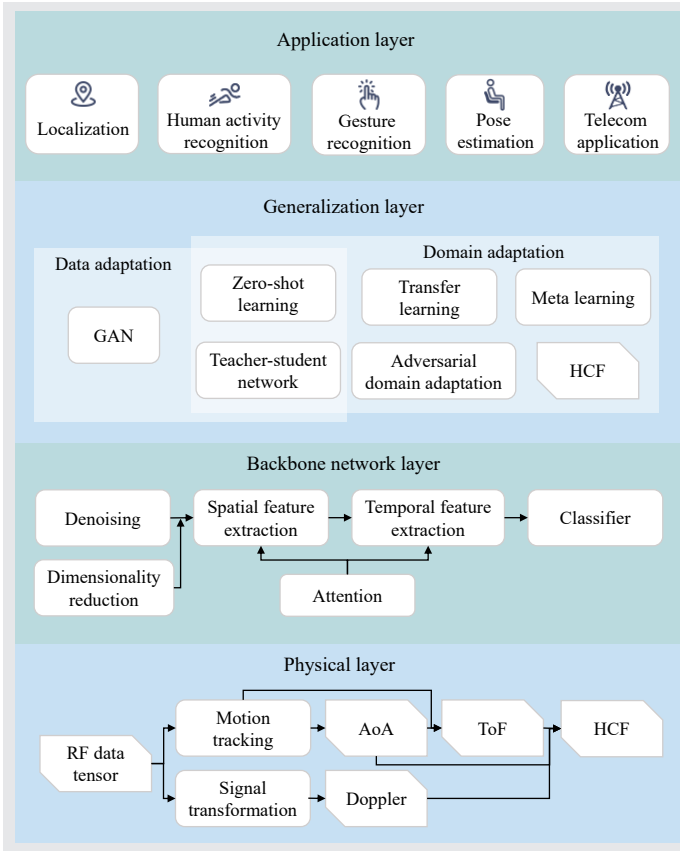 Application layer
Localization
Human activity
recognition
Gesture
recognition
Pose
estimation
Telecom
application
Generalization layer
Data adaptation
Domain adaptation
GAN
Zero-shot
learning
Transfer
learning
Meta learning
Teacher-student
network
Adversarial
domain adaptation
HCF
Backbone network layer
Denoising
Spatial feature
extraction
Temporal feature
extraction
Classifier
Dimensionality
reduction
Attention
Physical layer
RF data
tensor
Motion
tracking
AoA
ToF
HCF
Signal
transformation
Doppler